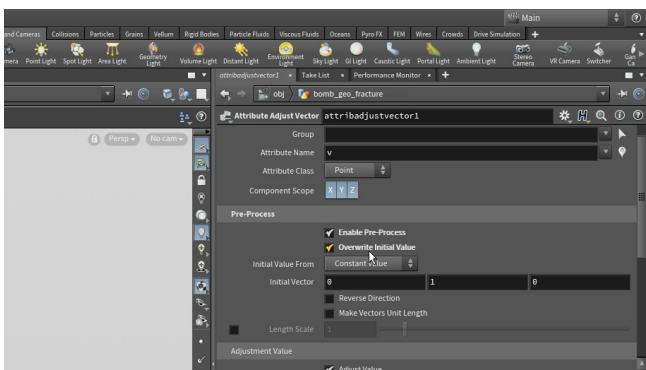 Main
and Cameras Collisions Particles Grains Vellum Rigid Bodies Particle Fluids Viscous Fluids Oceans Pyro FX FEM Wires Crowds Drive Simulation +
mera Point Light Spot Light Area Light Geometry Light Volume Light Distant Light Environment Light Sky Light GI Light Caustic Light Portal Light Ambient Light Stereo Camera VR Camera Switcher Gan Ca
attribadjustvector1 × Take List × Performance Monitor × +
obj bomb_geo_fracture
Attribute Adjust Vector attribadjustvector1
Persp No cam
Group
Attribute Name v
Attribute Class Point
Component Scope X Y Z
Pre-Process
Enable Pre-Process
Overwrite Initial Value
Initial Value From Constant Value
Initial Vector 0 1 0
Reverse Direction
Make Vectors Unit Length
Length Scale 1
Adjustment Value
Adjust Value